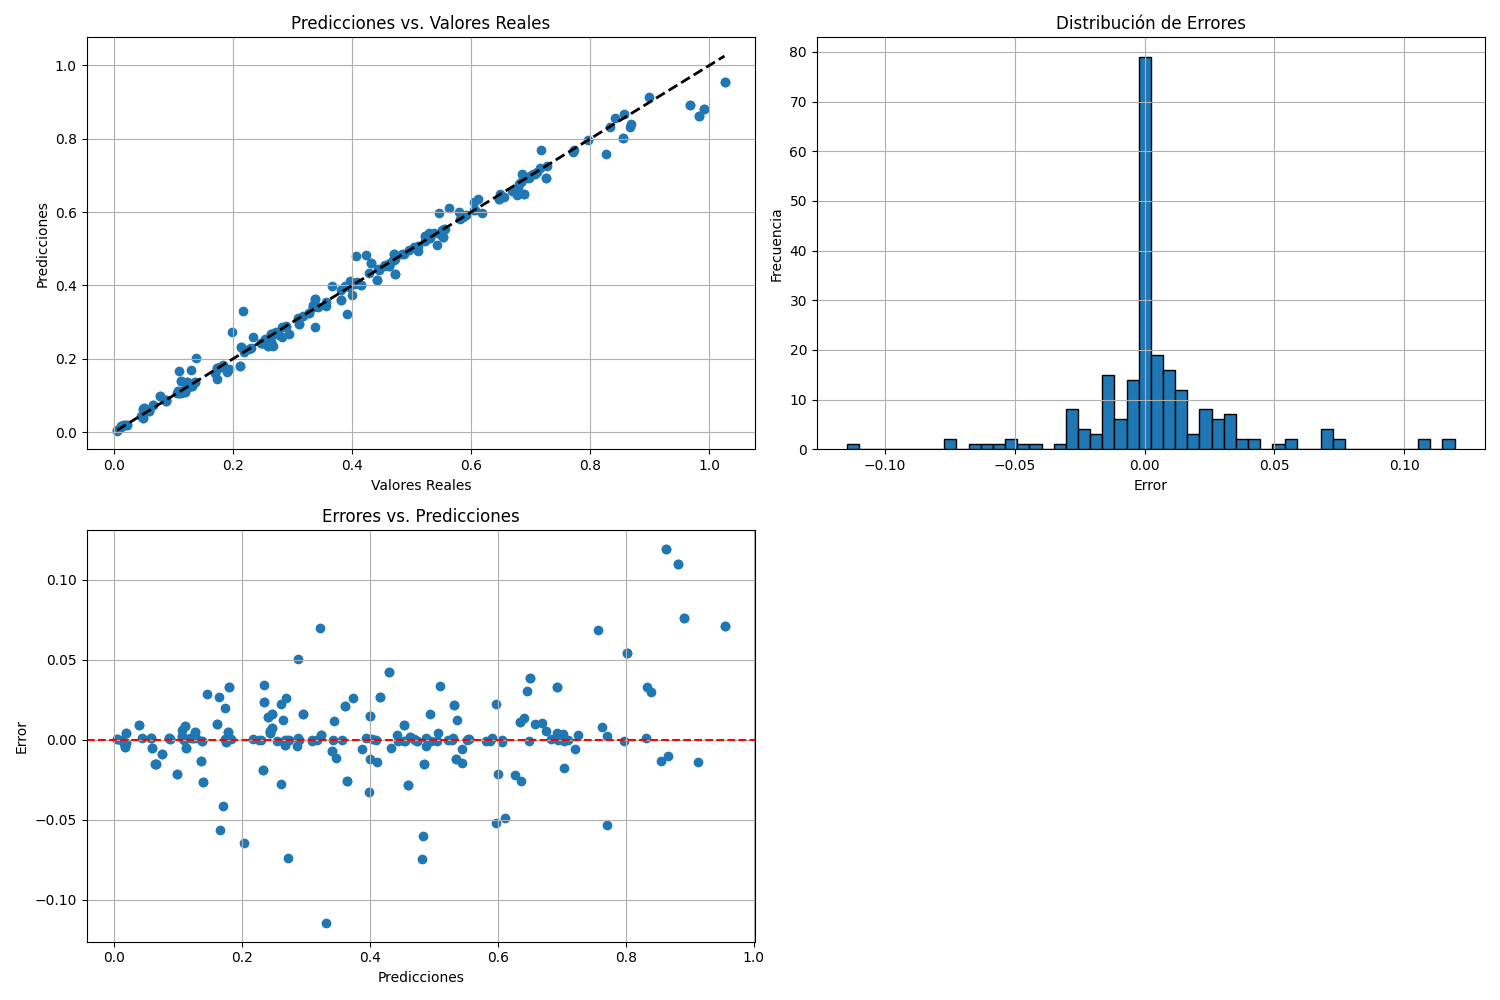 Predicciones vs. Valores Reales
Predicciones
1.0
0.8
0.6
0.4
0.2
0.0
0.0 0.2 0.4 0.6 0.8 1.0
Valores Reales
Distribución de Errores
Frecuencia
80
70
60
50
40
30
20
10
0
−0.10 −0.05 0.00 0.05 0.10
Error
Errores vs. Predicciones
Error
0.10
0.05
0.00
−0.05
−0.10
0.0 0.2 0.4 0.6 0.8 1.0
Predicciones